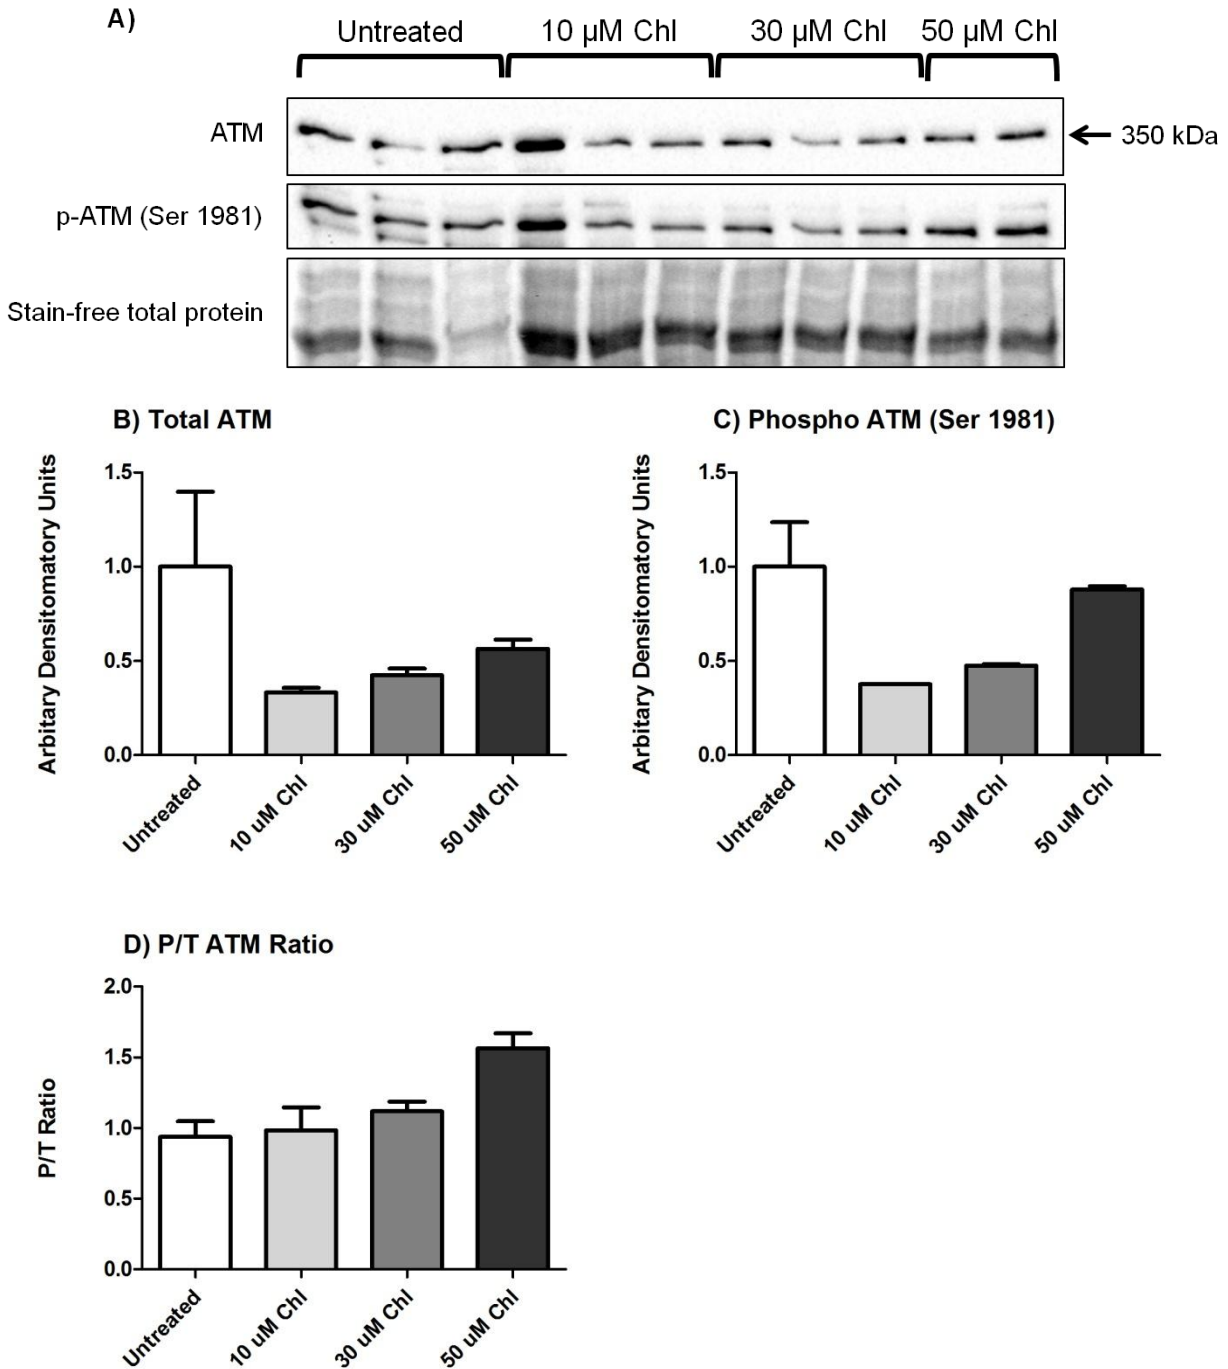 A)
Untreated 10 µM Chl 30 µM Chl 50 µM Chl
ATM
350 kDa
p-ATM (Ser 1981)
Stain-free total protein
B) Total ATM
Arbitary Densitomatory Units
1.5
1.0
0.5
0.0
Untreated
10 uM Chl
30 uM Chl
50 uM Chl
C) Phospho ATM (Ser 1981)
Arbitary Densitomatory Units
1.5
1.0
0.5
0.0
Untreated
10 uM Chl
30 uM Chl
50 uM Chl
D) P/T ATM Ratio
P/T Ratio
2.0
1.5
1.0
0.5
0.0
Untreated
10 uM Chl
30 uM Chl
50 uM Chl